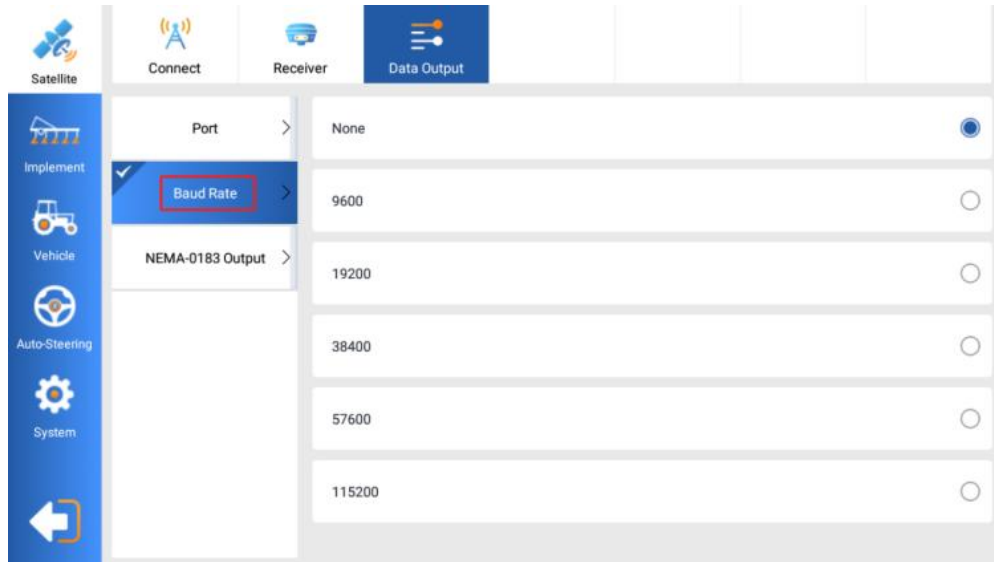 Satellite
Connect
Receiver
Data Output
Implement
Vehicle
Auto-Steering
System
Port
Baud Rate
NEMA-0183 Output
None
9600
19200
38400
57600
115200